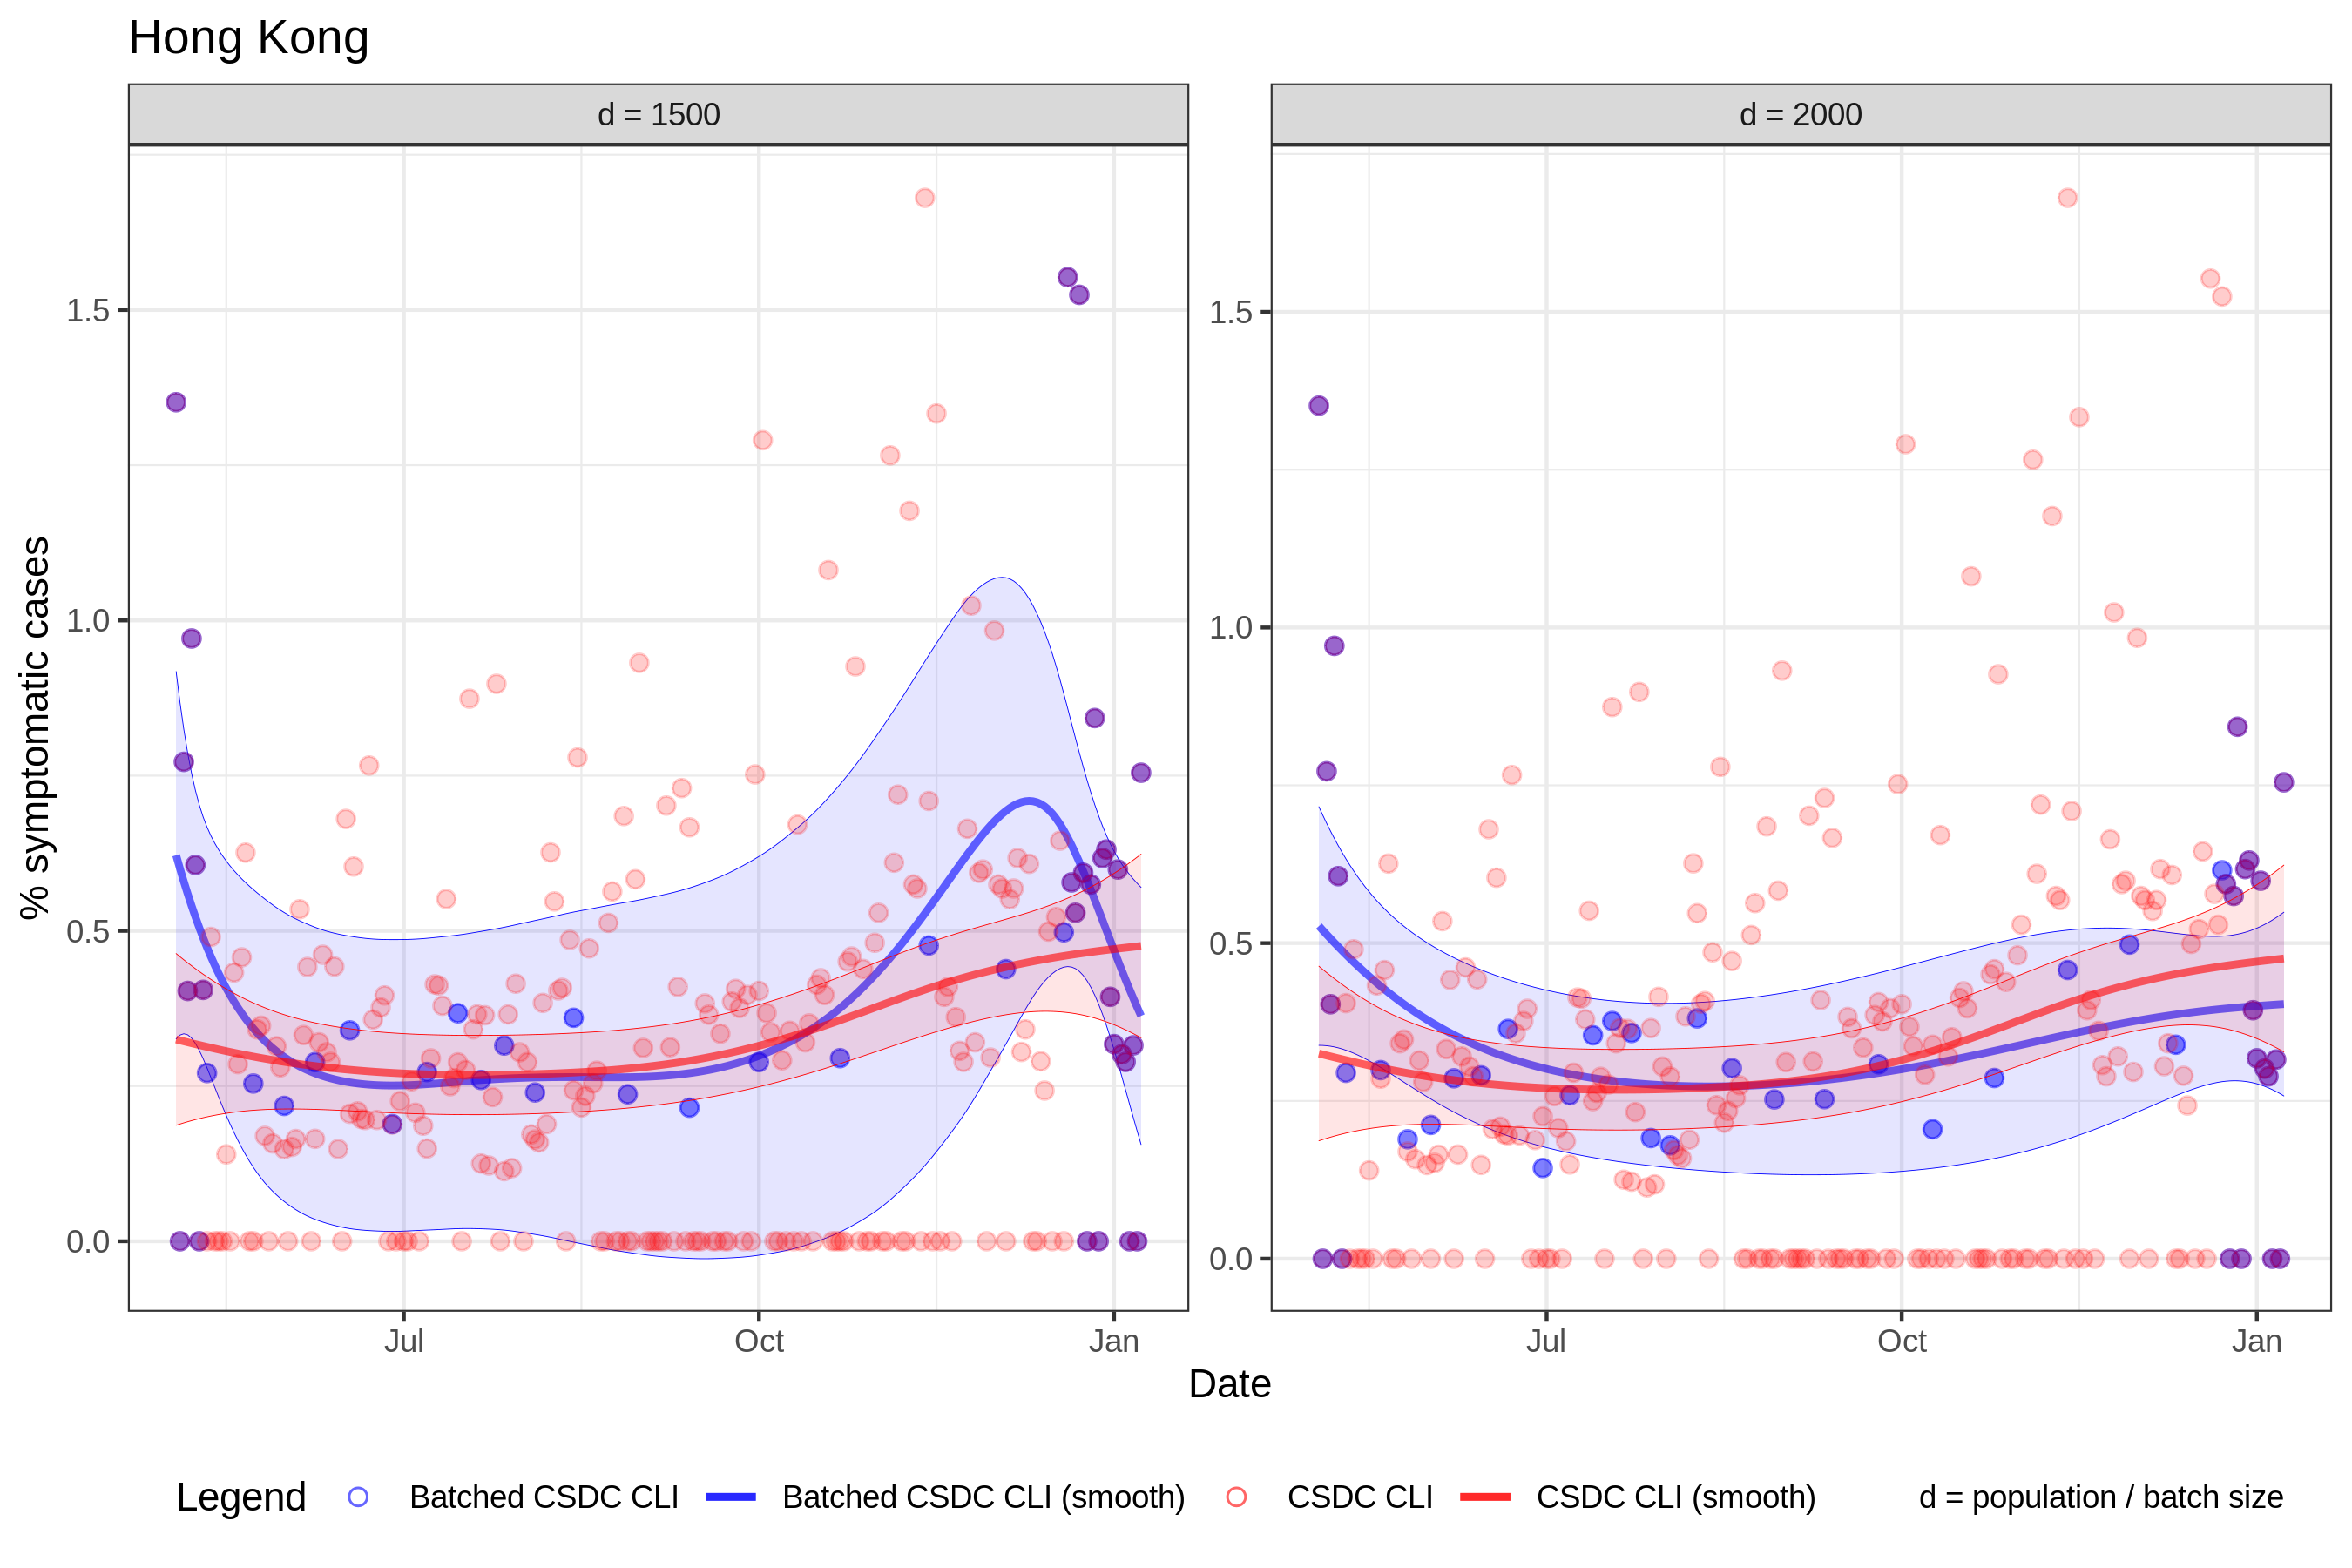 Hong Kong
d = 1500
d = 2000
% symptomatic cases
1.5
1.0
0.5
0.0
1.5
1.0
0.5
0.0
Jul
Oct
Jan
Jul
Oct
Jan
Date
Legend
Batched CSDC CLI
Batched CSDC CLI (smooth)
CSDC CLI
CSDC CLI (smooth)
d = population / batch size